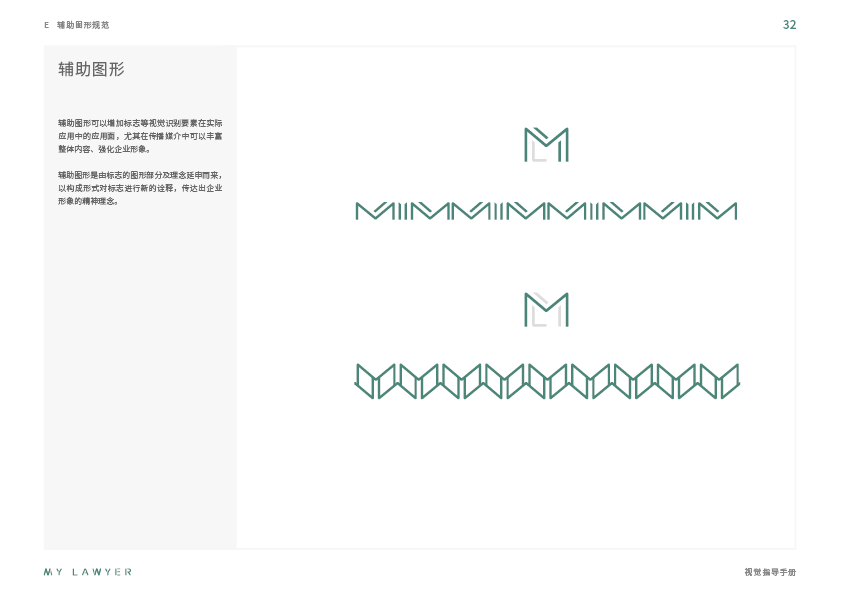 E 辅助图形规范
32
辅助图形
辅助图形可以增加标志等视觉识别要素在实际
应用中的应用面，尤其在传播媒介中可以丰富
整体内容、强化企业形象。
辅助图形是由标志的图形部分及理念延申而来，
以构成形式对标志进行新的诠释，传达出企业
形象的精神理念。
MY LAWYER
视觉指导手册